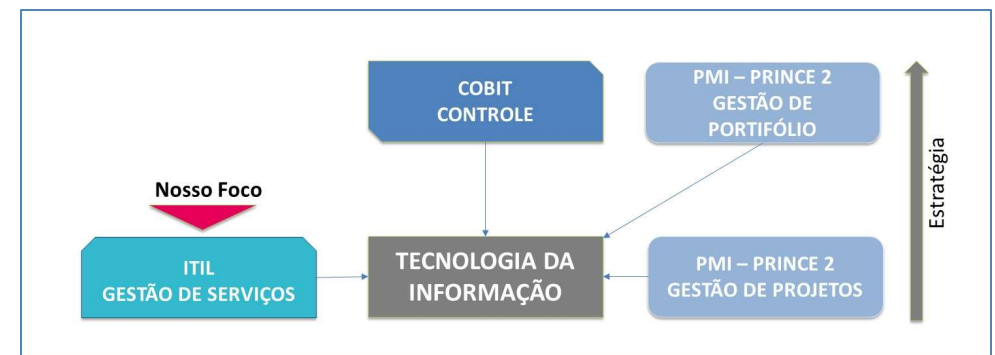 COBIT
CONTROLE
PMI – PRINCE 2
GESTÃO DE
PORTIFÓLIO
Estratégia
Nosso Foco
ITIL
GESTÃO DE SERVIÇOS
TECNOLOGIA DA
INFORMAÇÃO
PMI – PRINCE 2
GESTÃO DE PROJETOS